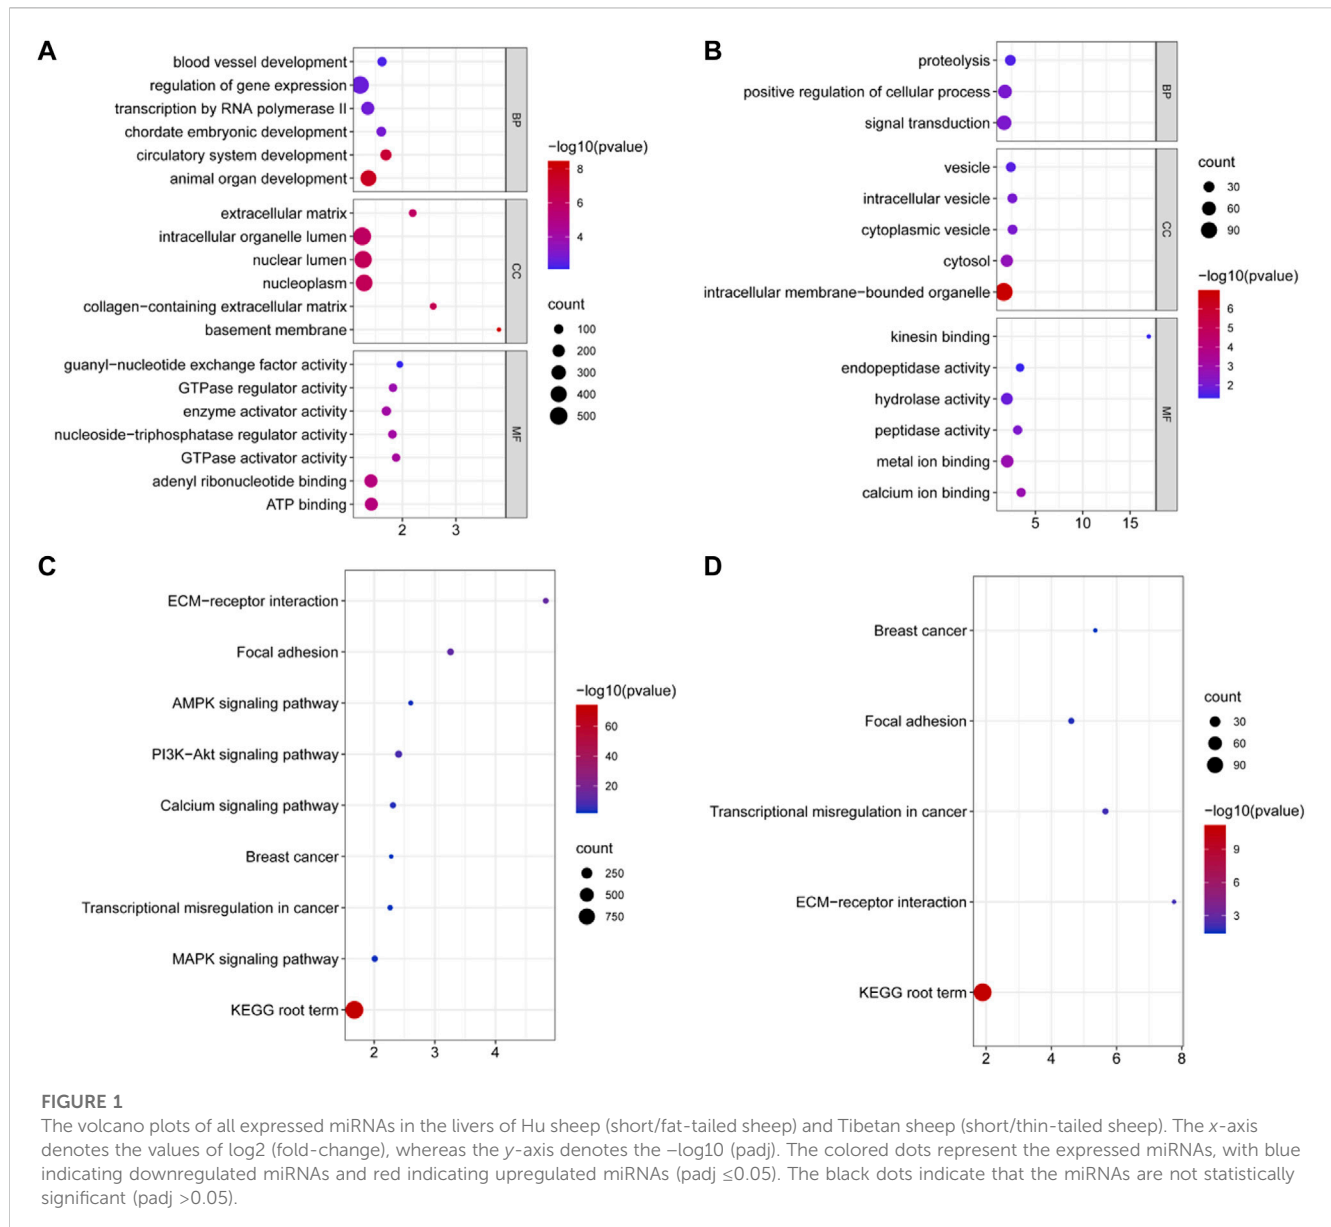 A
blood vessel development
regulation of gene expression
transcription by RNA polymerase II
chordate embryonic development
circulatory system development
animal organ development
BP
extracellular matrix
intracellular organelle lumen
nuclear lumen
nucleoplasm
collagen−containing extracellular matrix
basement membrane
CC
guanyl−nucleotide exchange factor activity
GTPase regulator activity
enzyme activator activity
nucleoside−triphosphatase regulator activity
GTPase activator activity
adenyl ribonucleotide binding
ATP binding
MF
2 3
−log10(pvalue)
8
6
4
count
100
200
300
400
500
B
proteolysis
positive regulation of cellular process
signal transduction
BP
vesicle
intracellular vesicle
cytoplasmic vesicle
cytosol
intracellular membrane−bounded organelle
CC
kinesin binding
endopeptidase activity
hydrolase activity
peptidase activity
metal ion binding
calcium ion binding
MF
5 10 15
count
30
60
90
−log10(pvalue)
6
5
4
3
2
C
ECM−receptor interaction
Focal adhesion
AMPK signaling pathway
PI3K−Akt signaling pathway
Calcium signaling pathway
Breast cancer
Transcriptional misregulation in cancer
MAPK signaling pathway
KEGG root term
2 3 4
−log10(pvalue)
60
40
20
count
250
500
750
D
Breast cancer
Focal adhesion
Transcriptional misregulation in cancer
ECM−receptor interaction
KEGG root term
2 4 6 8
count
30
60
90
−log10(pvalue)
9
6
3
FIGURE 1
The volcano plots of all expressed miRNAs in the livers of Hu sheep (short/fat-tailed sheep) and Tibetan sheep (short/thin-tailed sheep). The x-axis
denotes the values of log2 (fold-change), whereas the y-axis denotes the –log10 (padj). The colored dots represent the expressed miRNAs, with blue
indicating downregulated miRNAs and red indicating upregulated miRNAs (padj ≤0.05). The black dots indicate that the miRNAs are not statistically
significant (padj >0.05).